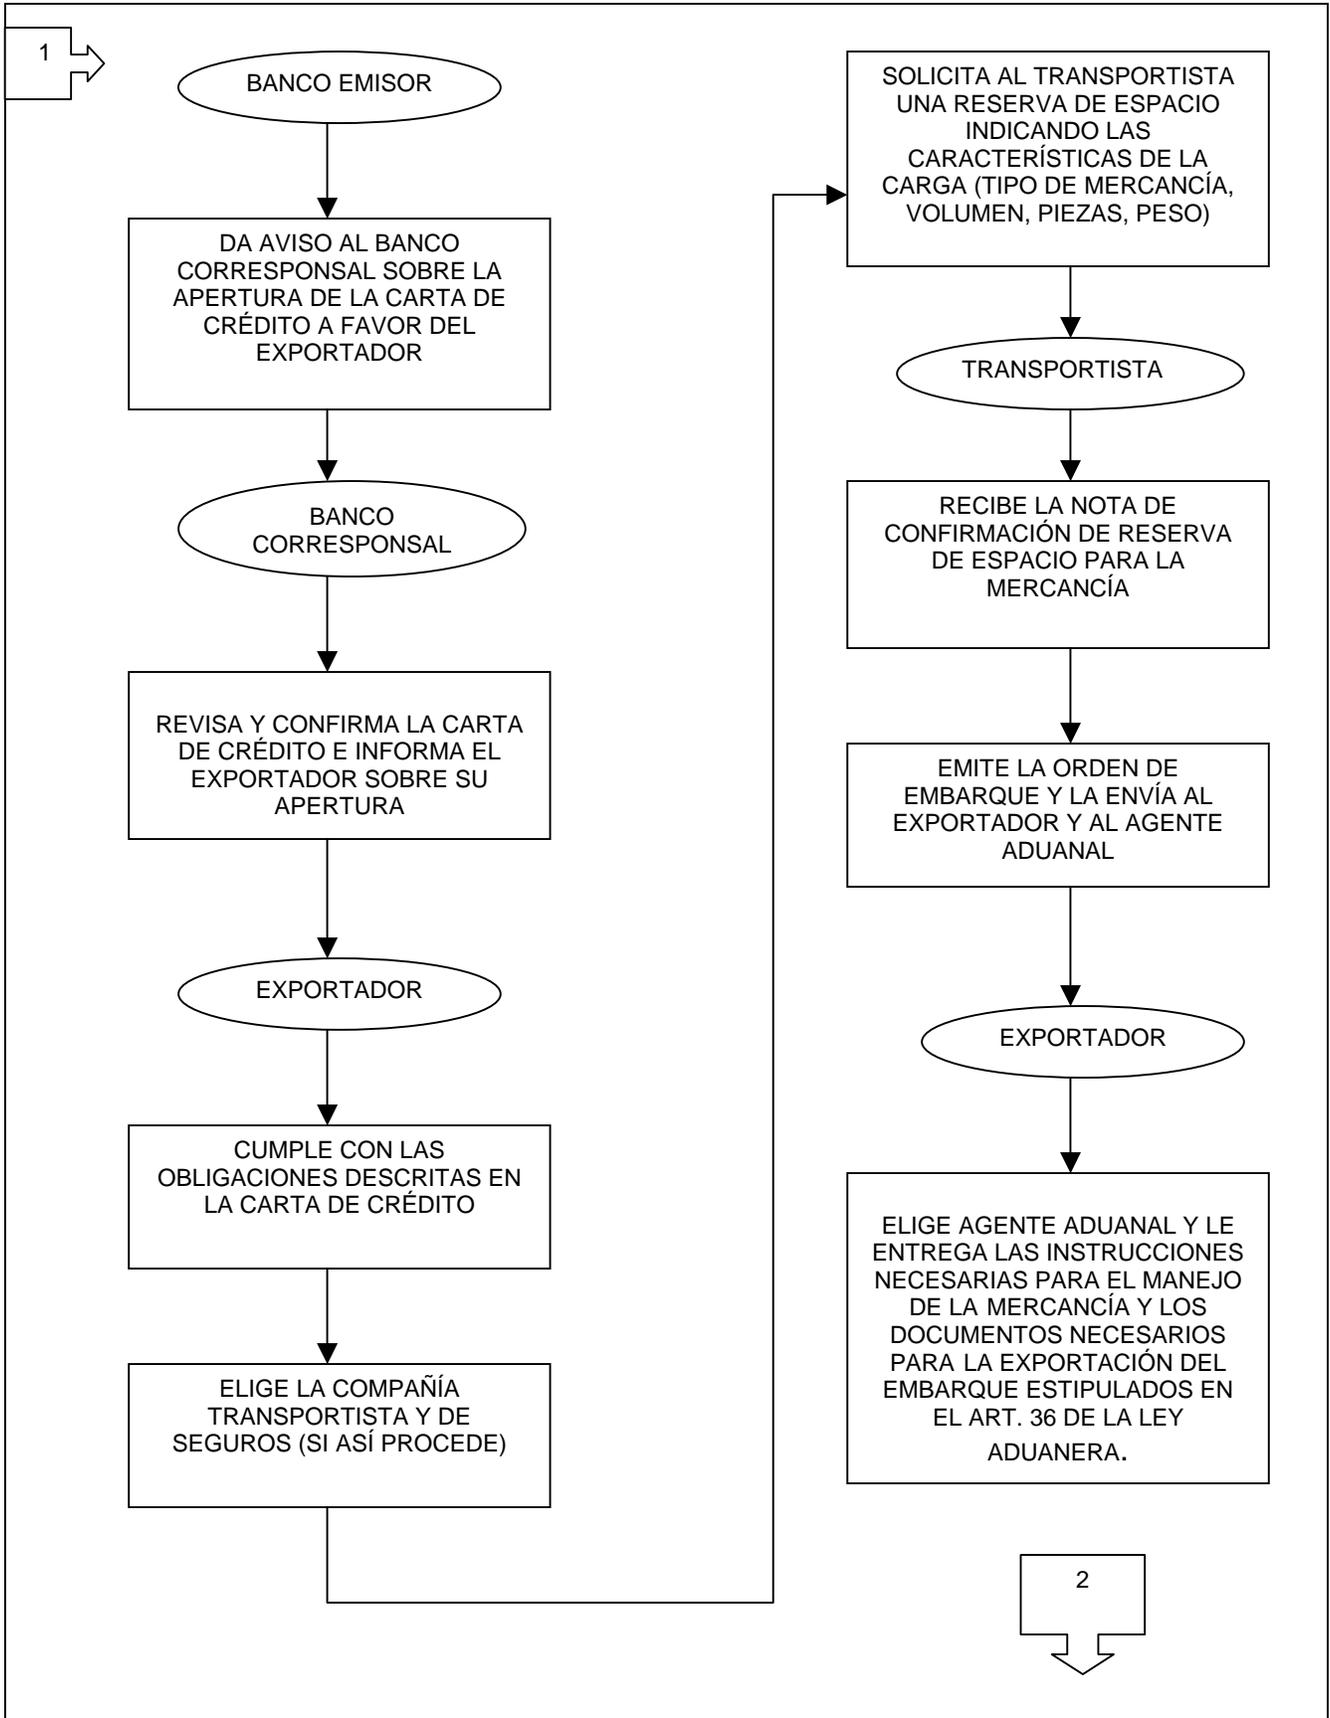 1
BANCO EMISOR
DA AVISO AL BANCO
CORRESPONSAL SOBRE LA
APERTURA DE LA CARTA DE
CRÉDITO A FAVOR DEL
EXPORTADOR
BANCO
CORRESPONSAL
REVISA Y CONFIRMA LA CARTA
DE CRÉDITO E INFORMA EL
EXPORTADOR SOBRE SU
APERTURA
EXPORTADOR
CUMPLE CON LAS
OBLIGACIONES DESCRITAS EN
LA CARTA DE CRÉDITO
ELIGE LA COMPAÑÍA
TRANSPORTISTA Y DE
SEGUROS (SI ASÍ PROCEDE)
SOLICITA AL TRANSPORTISTA
UNA RESERVA DE ESPACIO
INDICANDO LAS
CARACTERÍSTICAS DE LA
CARGA (TIPO DE MERCANCÍA,
VOLUMEN, PIEZAS, PESO)
TRANSPORTISTA
RECIBE LA NOTA DE
CONFIRMACIÓN DE RESERVA
DE ESPACIO PARA LA
MERCANCÍA
EMITE LA ORDEN DE
EMBARQUE Y LA ENVÍA AL
EXPORTADOR Y AL AGENTE
ADUANAL
EXPORTADOR
ELIGE AGENTE ADUANAL Y LE
ENTREGA LAS INSTRUCCIONES
NECESARIAS PARA EL MANEJO
DE LA MERCANCÍA Y LOS
DOCUMENTOS NECESARIOS
PARA LA EXPORTACIÓN DEL
EMBARQUE ESTIPULADOS EN
EL ART. 36 DE LA LEY
ADUANERA.
2